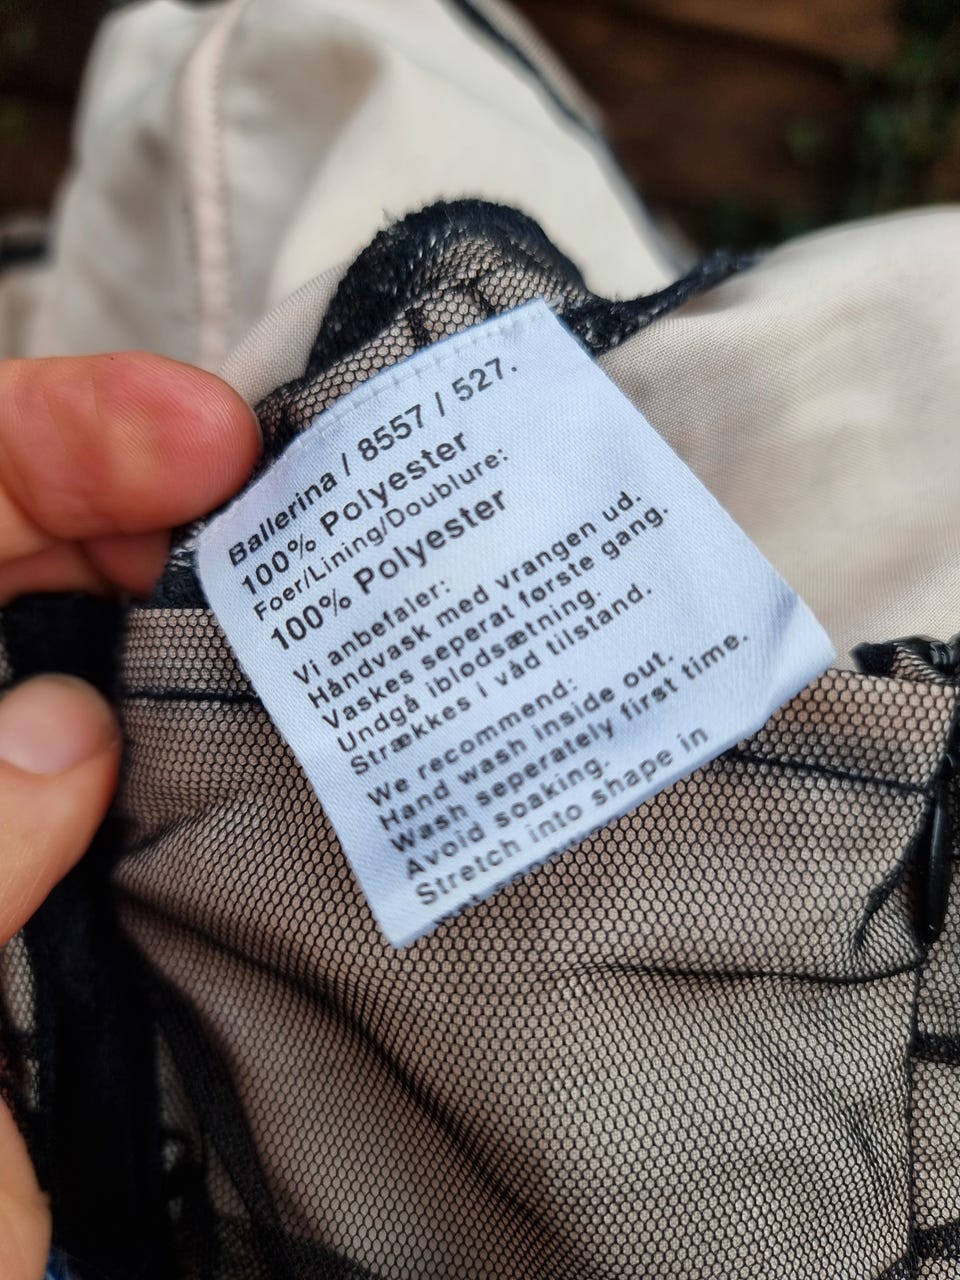 Ballerina / 8557 / 527.
100% Polyester
Foer/Lining/Doublure:
100% Polyester
Vi anbefaler:
Håndvask med vrangen ud.
Vaskes seperat første gang.
Undgå iblodsætning.
Strækkes i våd tilstand.
We recommend:
Hand wash inside out.
Wash seperately first time.
Avoid soaking.
Stretch into shape in